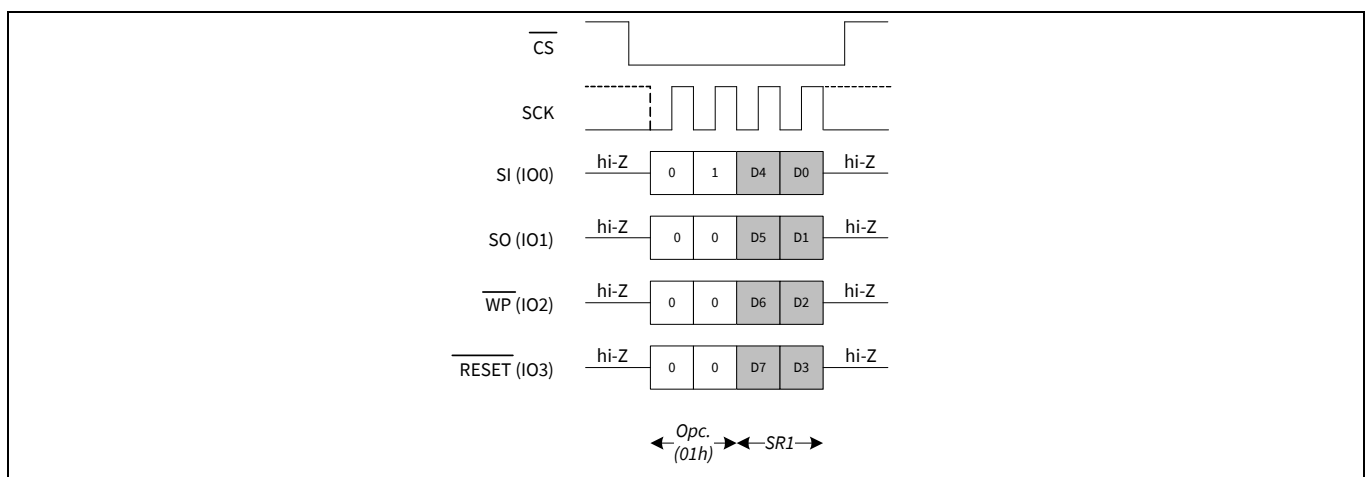 CS
SCK
SI (IO0) hi-Z 0 1 D4 D0 hi-Z
SO (IO1) hi-Z 0 0 D5 D1 hi-Z
WP (IO2) hi-Z 0 0 D6 D2 hi-Z
RESET (IO3) hi-Z 0 0 D7 D3 hi-Z
Opc.
(01h)
SR1